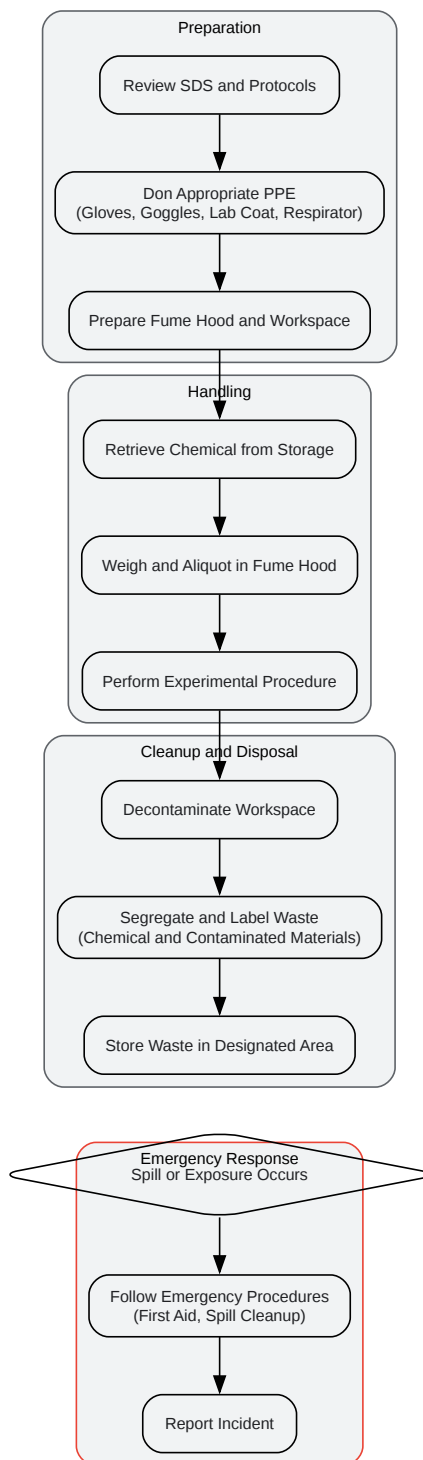 Preparation
Review SDS and Protocols
Don Appropriate PPE
(Gloves, Goggles, Lab Coat, Respirator)
Prepare Fume Hood and Workspace
Handling
Retrieve Chemical from Storage
Weigh and Aliquot in Fume Hood
Perform Experimental Procedure
Cleanup and Disposal
Decontaminate Workspace
Segregate and Label Waste
(Chemical and Contaminated Materials)
Store Waste in Designated Area
Emergency Response
Spill or Exposure Occurs
Follow Emergency Procedures
(First Aid, Spill Cleanup)
Report Incident